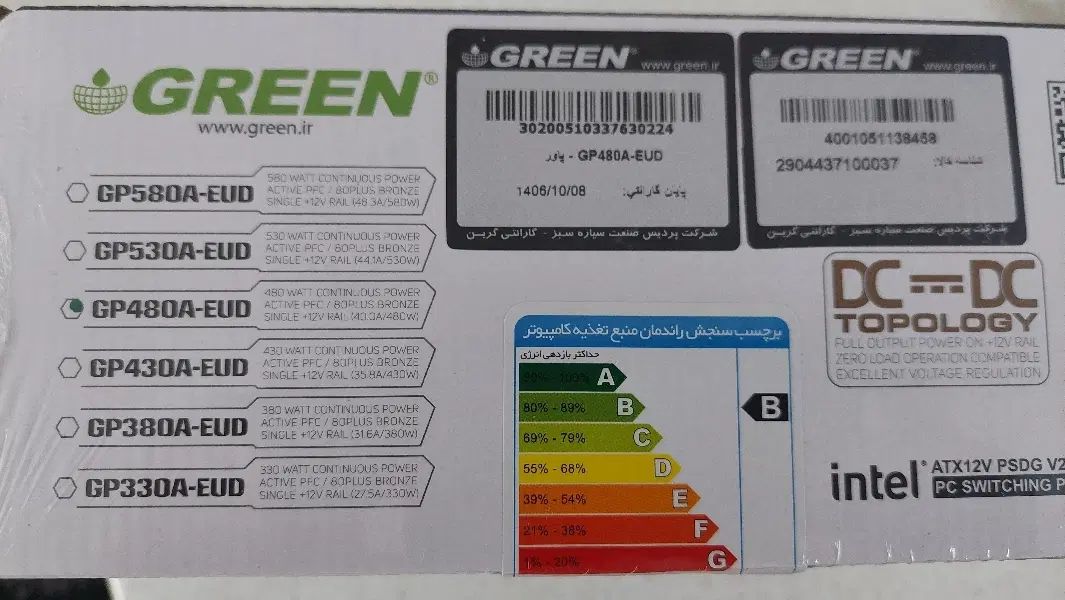 GREEN®
www.green.ir
GP580A-EUD
580 WATT CONTINUOUS POWER
ACTIVE PFC / 80PLUS BRONZE
SINGLE +12V RAIL (48.3A/580W)
GP530A-EUD
530 WATT CONTINUOUS POWER
ACTIVE PFC / 80PLUS BRONZE
SINGLE +12V RAIL (44.1A/530W)
GP480A-EUD
480 WATT CONTINUOUS POWER
ACTIVE PFC / 80PLUS BRONZE
SINGLE +12V RAIL (40.0A/480W)
GP430A-EUD
430 WATT CONTINUOUS POWER
ACTIVE PFC / 80PLUS BRONZE
SINGLE +12V RAIL (35.8A/430W)
GP380A-EUD
380 WATT CONTINUOUS POWER
ACTIVE PFC / 80PLUS BRONZE
SINGLE +12V RAIL (31.6A/380W)
GP330A-EUD
330 WATT CONTINUOUS POWER
ACTIVE PFC / 80PLUS BRONZE
SINGLE +12V RAIL (27.5A/330W)
GREEN® www.green.ir
30200510337630224
پاور - GP480A-EUD
پایان گارانتی: 1406/10/08
شرکت پردیس صنعت سیاره سبز - گارانتی گرین
GREEN www.green.ir
4001051138458
شناسه کالا: 2904437100037
شرکت پردیس صنعت سیاره سبز - گارانتی گرین
برچسب سنجش راندمان منبع تغذیه کامپیوتر
حداکثر بازدهی انرژی
90% - 100% A
80% - 89% B
B
69% - 79% C
55% - 68% D
39% - 54% E
21% - 38% F
1% - 20% G
DC DC
TOPOLOGY
FULL OUTPUT POWER ON +12V RAIL
ZERO LOAD OPERATION COMPATIBLE
EXCELLENT VOLTAGE REGULATION
intel®
ATX12V PSDG V2
PC SWITCHING P